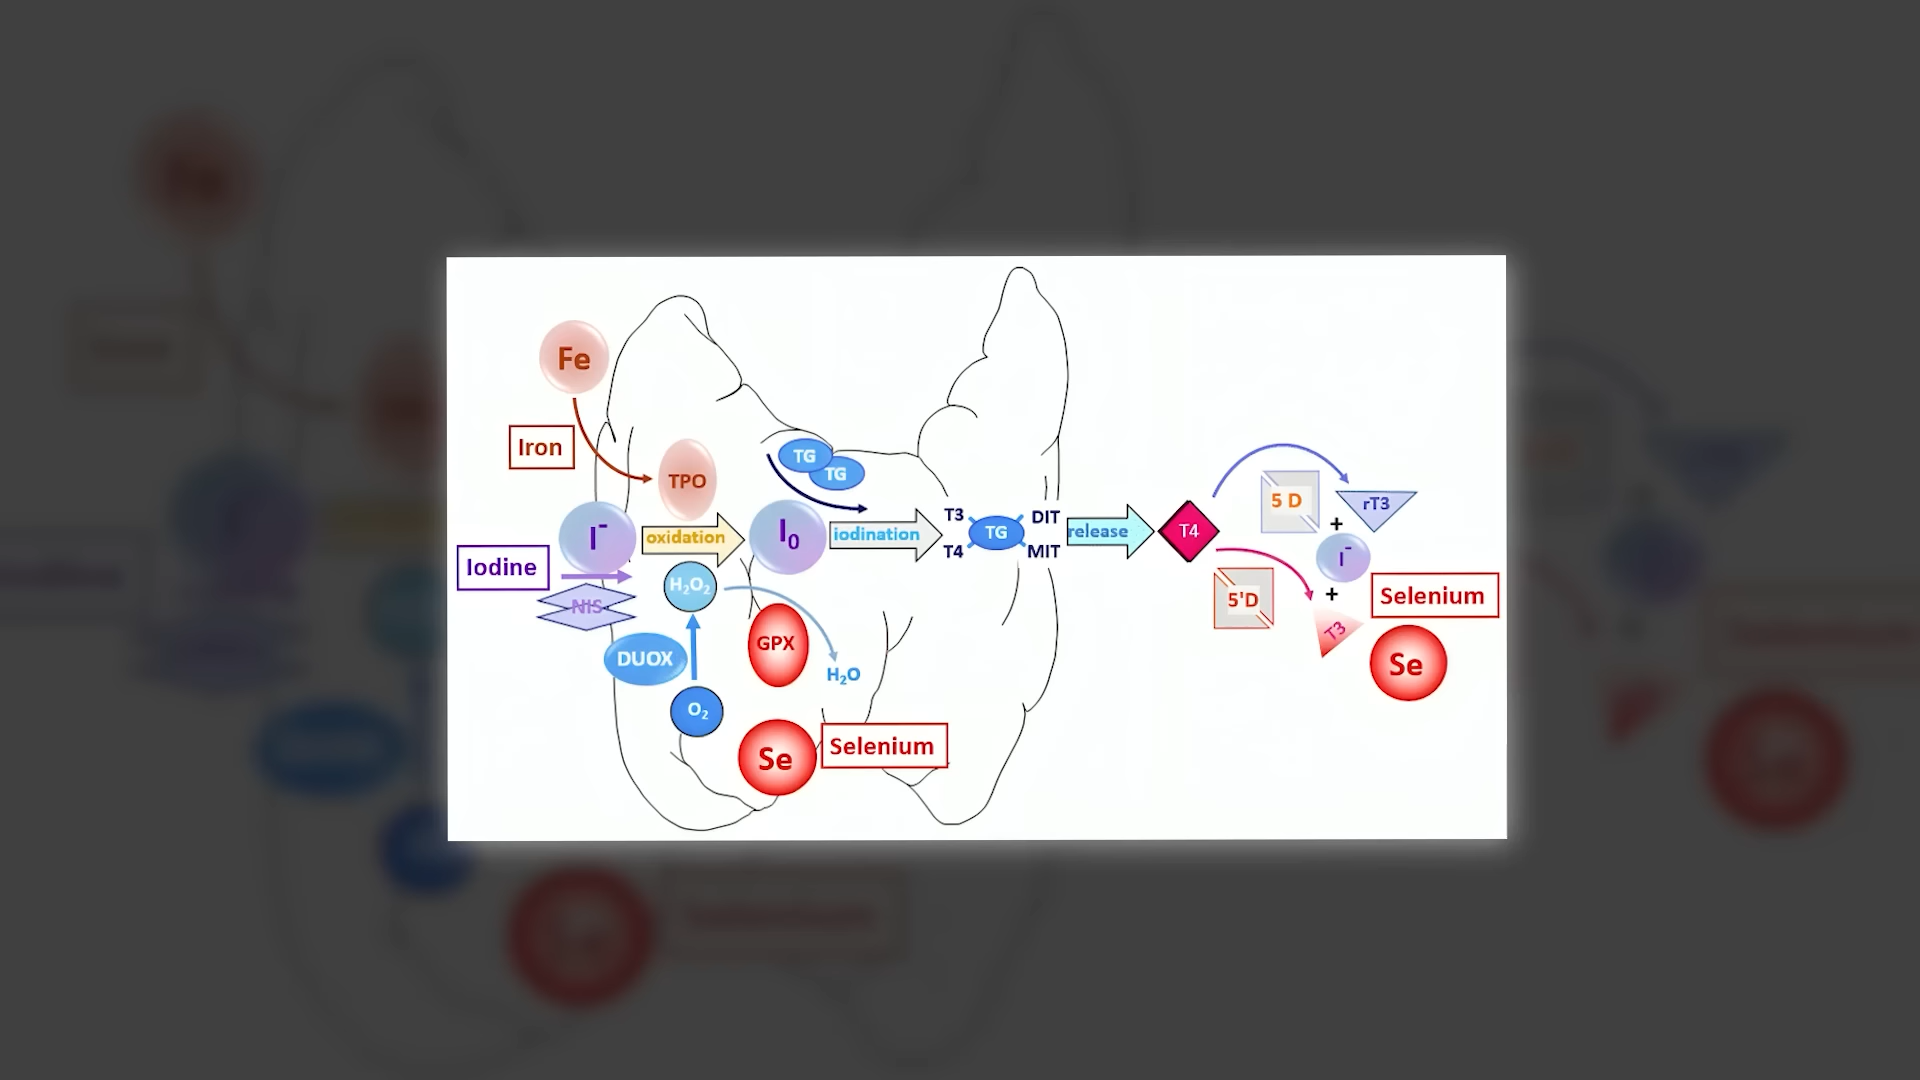 Fe
Iron
TPO
TG
TG
I⁻
oxidation
I₀
iodination
T3
T4
TG
DIT
MIT
release
T4
5 D
rT3
+
I⁻
+
5'D
T3
Selenium
Se
Iodine
NIS
H₂O₂
DUOX
GPX
H₂O
O₂
Se
Selenium